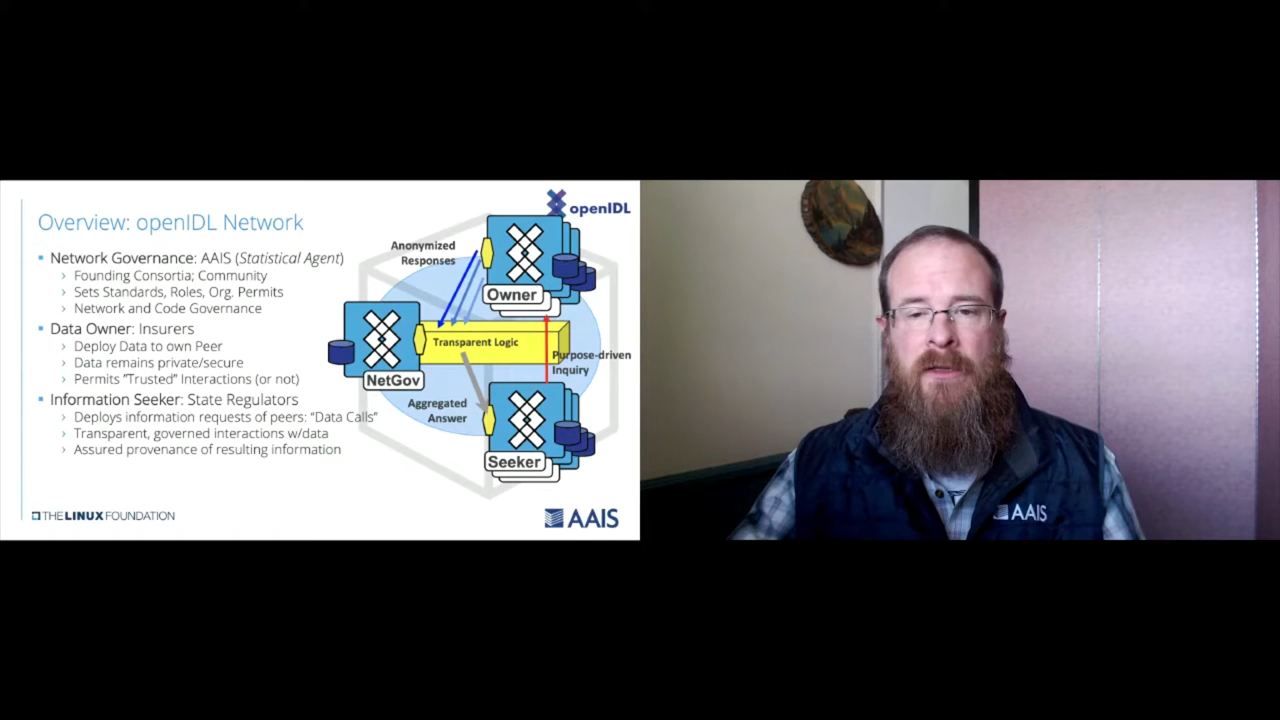 Overview: openIDL Network
openIDL
Network Governance: AAIS (Statistical Agent)
Founding Consortia; Community
Sets Standards, Roles, Org. Permits
Network and Code Governance
Data Owner: Insurers
Deploy Data to own Peer
Data remains private/secure
Permits “Trusted” Interactions (or not)
Information Seeker: State Regulators
Deploys information requests of peers: “Data Calls”
Transparent, governed interactions w/data
Assured provenance of resulting information
Anonymized
Responses
Owner
Transparent Logic
NetGov
Purpose-driven
Inquiry
Aggregated
Answer
Seeker
THE LINUX FOUNDATION
AAIS
AAIS